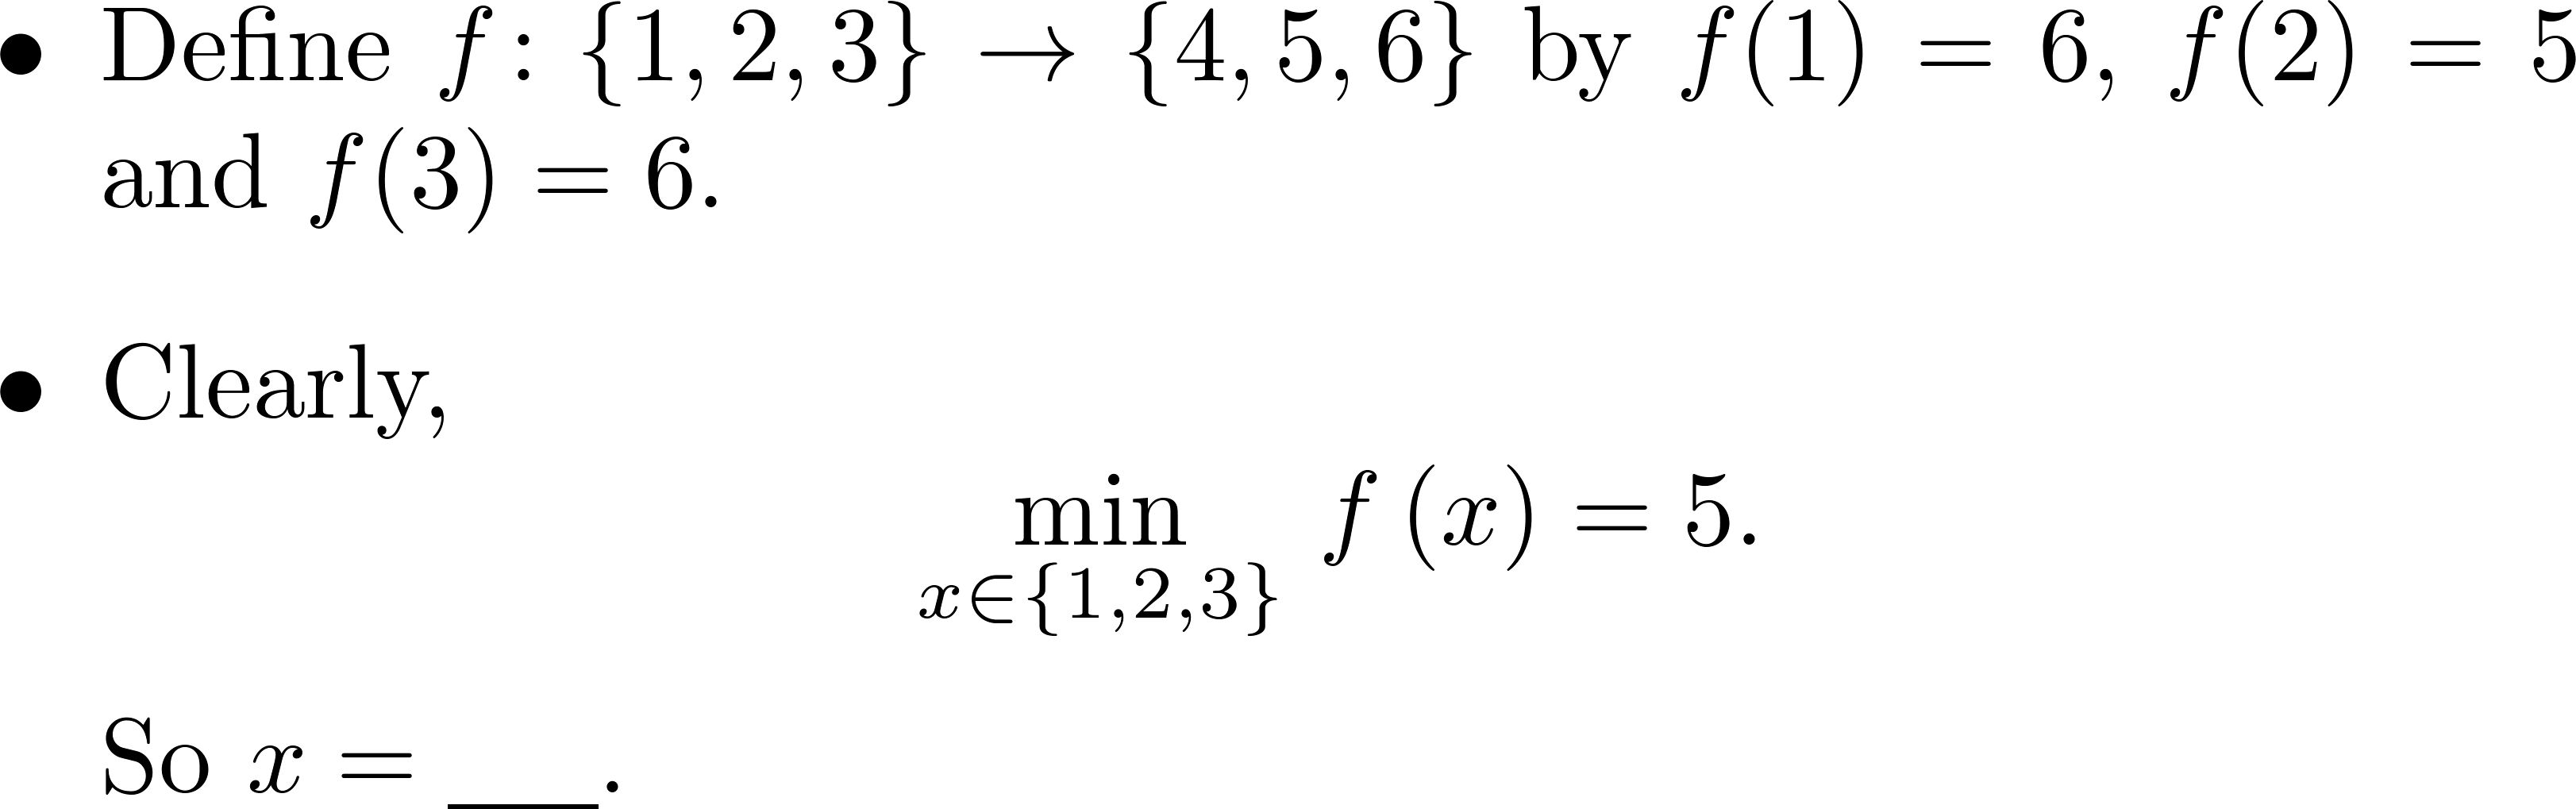 • Define f: {1, 2, 3} → {4, 5, 6} by f(1) = 6, f(2) = 5
and f(3) = 6.
• Clearly,
min f (x) = 5.
x∈{1,2,3}
So x = ___.